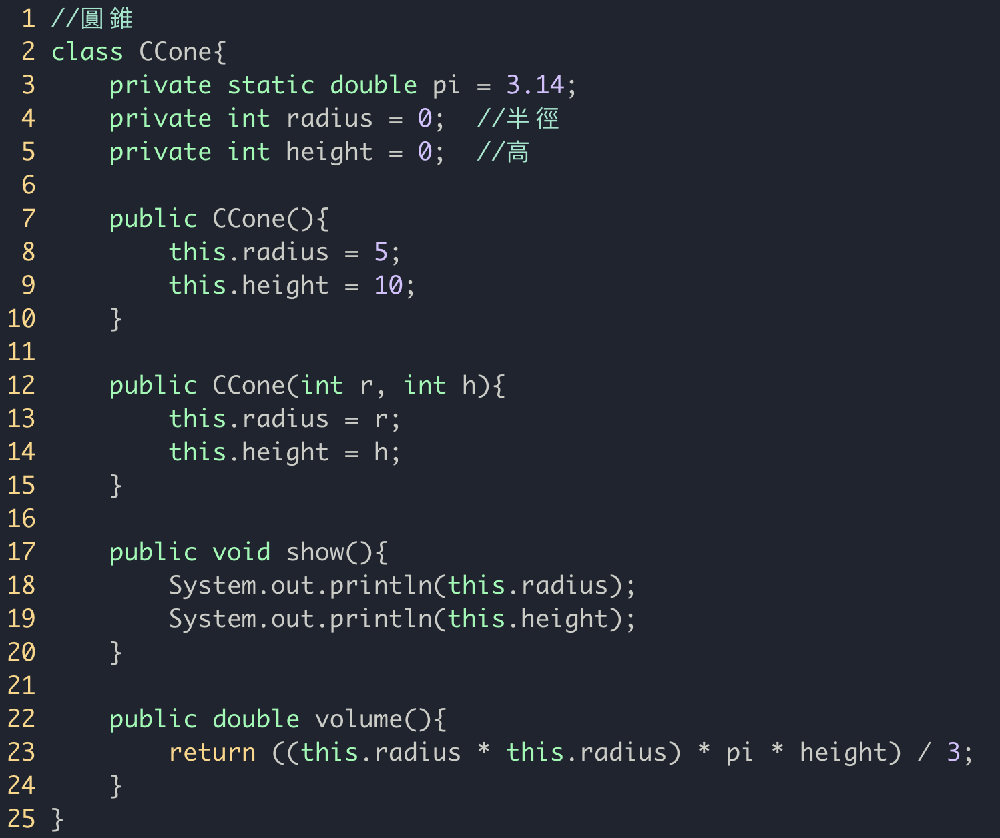 1 //圓錐
2 class CCone{
3     private static double pi = 3.14;
4     private int radius = 0;  //半徑
5     private int height = 0;  //高
6
7     public CCone(){
8         this.radius = 5;
9         this.height = 10;
10     }
11
12     public CCone(int r, int h){
13         this.radius = r;
14         this.height = h;
15     }
16
17     public void show(){
18         System.out.println(this.radius);
19         System.out.println(this.height);
20     }
21
22     public double volume(){
23         return ((this.radius * this.radius) * pi * height) / 3;
24     }
25 }